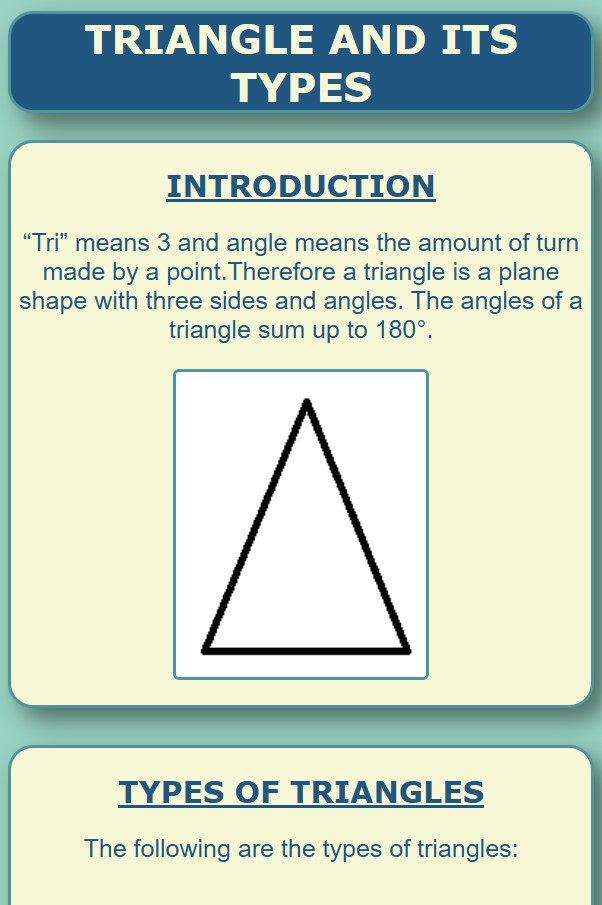 TRIANGLE AND ITS
TYPES
INTRODUCTION
“Tri” means 3 and angle means the amount of turn
made by a point.Therefore a triangle is a plane
shape with three sides and angles. The angles of a
triangle sum up to 180°.
TYPES OF TRIANGLES
The following are the types of triangles: